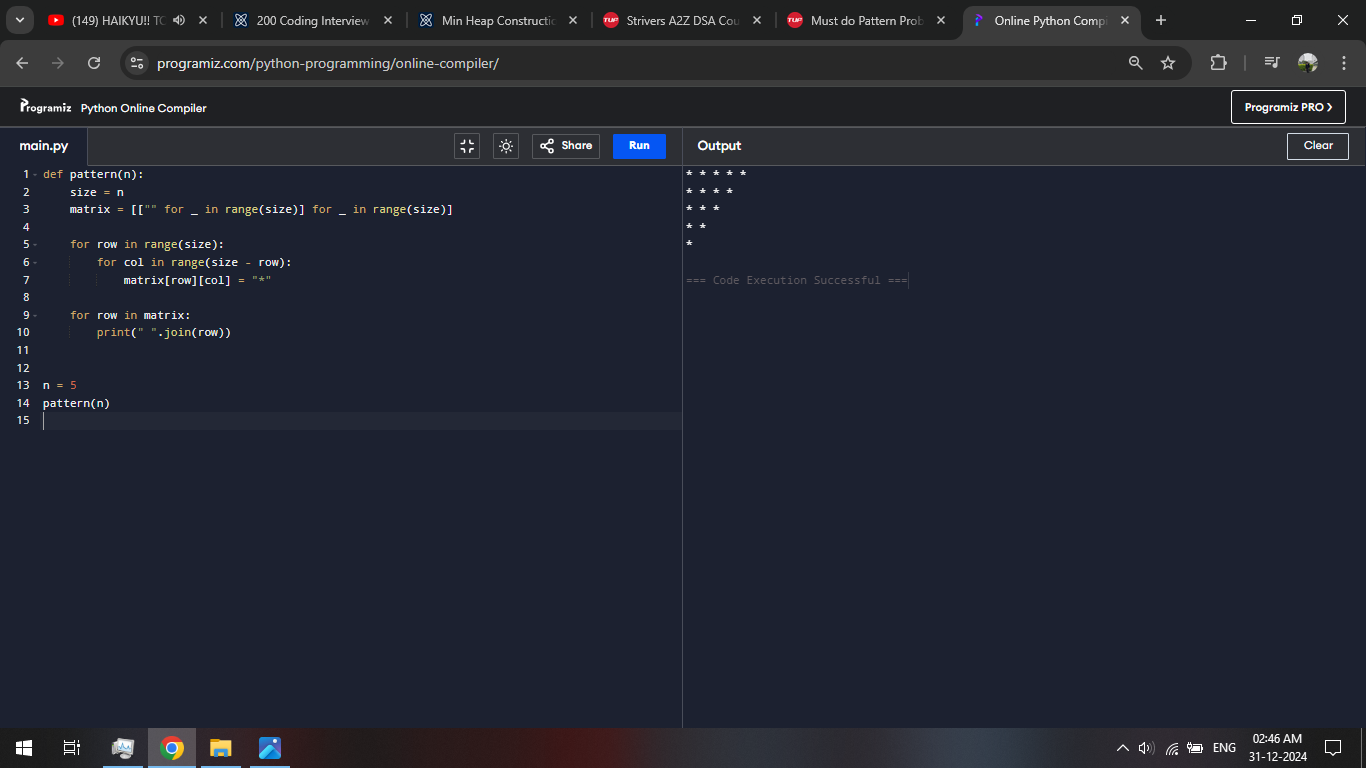 (149) HAIKYU!! TO
200 Coding Interview
Min Heap Constructio
Strivers A2Z DSA Cou
Must do Pattern Prob
Online Python Compi
programiz.com/python-programming/online-compiler/
Programiz Python Online Compiler
Programiz PRO >
main.py
Share
Run
Output
Clear
1 def pattern(n):
2     size = n
3     matrix = [["" for _ in range(size)] for _ in range(size)]
4
5     for row in range(size):
6         for col in range(size - row):
7             matrix[row][col] = "*"
8
9     for row in matrix:
10         print(" ".join(row))
11
12
13 n = 5
14 pattern(n)
15
* * * * *
* * * *
* * *
* *
*
=== Code Execution Successful ===
ENG
02:46 AM
31-12-2024